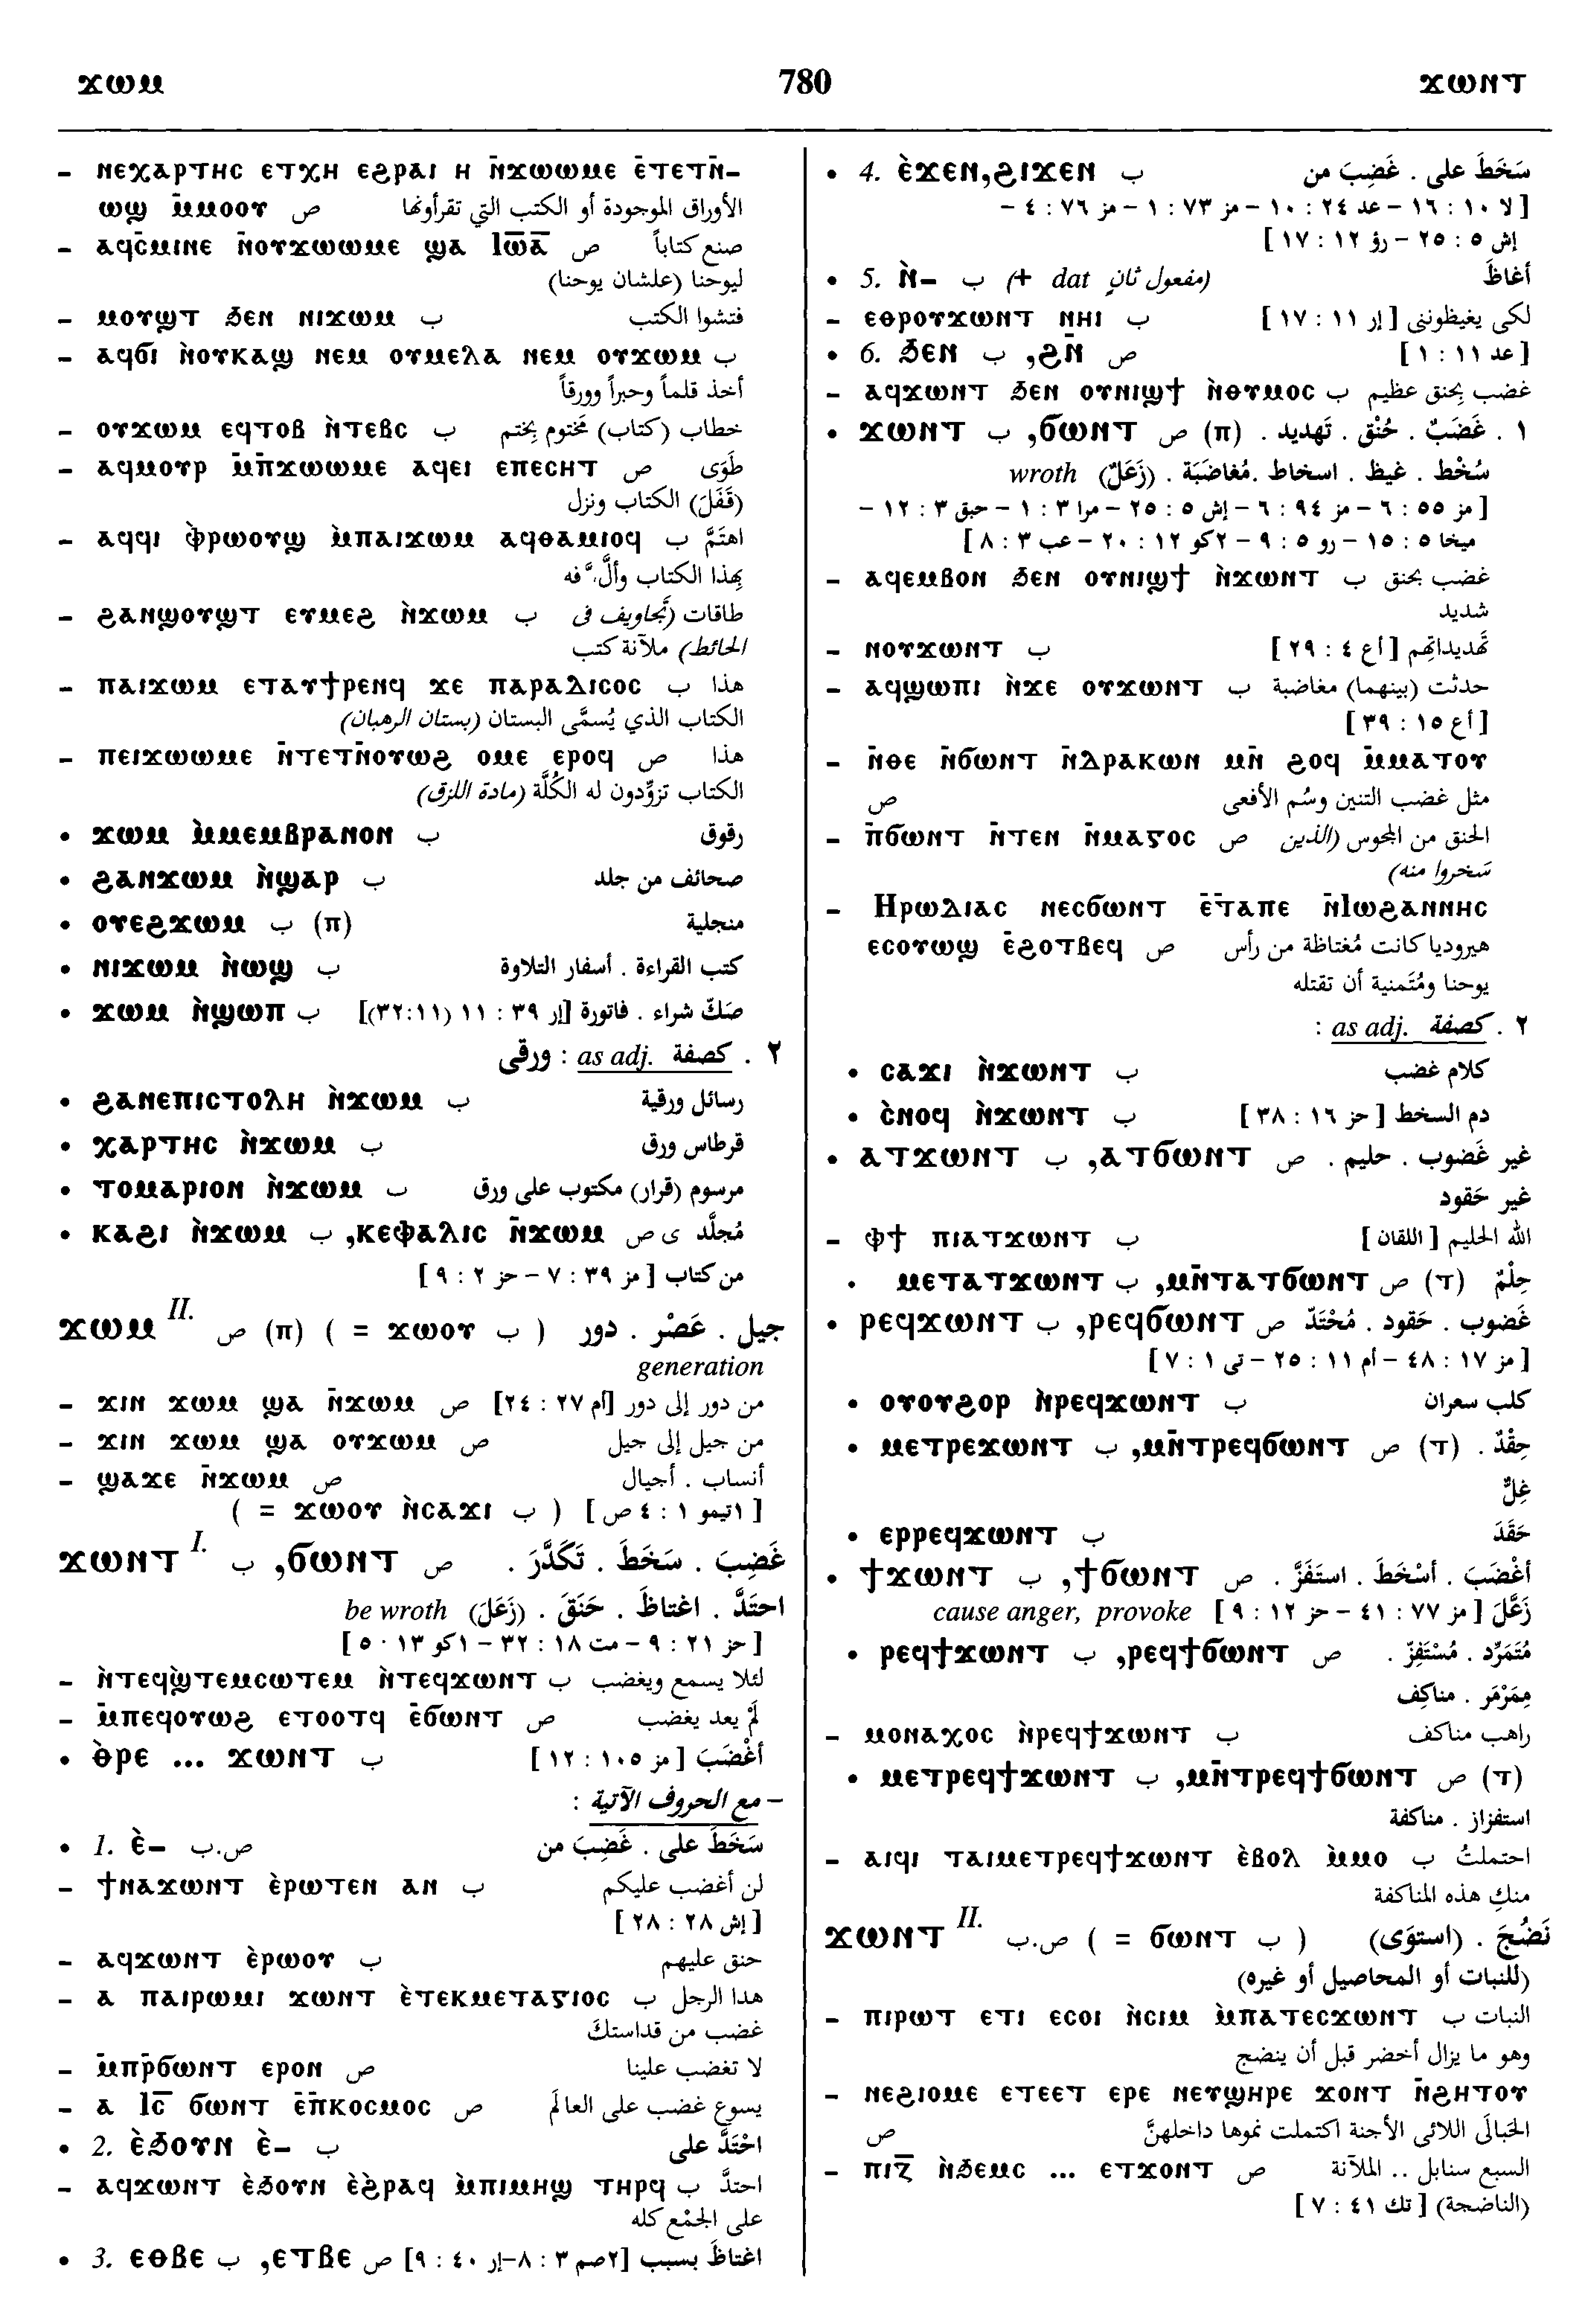 ϫⲱⲙ 780 ϫⲱⲛⲧ
– ⲛⲉⲭⲁⲣⲧⲏⲥ ⲉⲧⲭⲏ ⲉϩⲣⲁⲓ ⲏ ⲛ̄ϫⲱⲱⲙⲉ ⲉ̄ⲧⲉⲧⲛ̄–
ⲱϣ ⲙ̄ⲙⲟⲟⲩ ص الأوراق الموجودة أو الكتب التي تقرأونها
– ⲁϥⲥ̄ⲙⲓⲛⲉ ⲛ̄ⲟⲩϫⲱⲱⲙⲉ ϣⲁ ⲓⲱ̅ⲁ̅ ص صنع كتاباً
ليوحنا (علشان يوحنا)
– ⲙⲟⲩϣⲧ ϧⲉⲛ ⲛⲓϫⲱⲙ ب فتشوا الكتب
– ⲁϥϭⲓ ⲛ̀ⲟⲩⲕⲁϣ ⲛⲉⲙ ⲟⲩⲙⲉⲗⲁ ⲛⲉⲙ ⲟⲩϫⲱⲙ ب
أخذ قلماً وحبراً وورقاً
– ⲟⲩϫⲱⲙ ⲉϥⲧⲟⲃ ⲛ̀ⲧⲉⲃⲥ ب خطاب (كتاب) مختوم بختم
– ⲁϥⲙⲟⲩⲣ ⲙ̄ⲡϫⲱⲱⲙⲉ ⲁϥⲉⲓ ⲉⲡⲉⲥⲏⲧ ص طَوَى
(قَفَلَ) الكتاب ونزل
– ⲁϥϥⲓ ⲫ̀ⲣⲱⲟⲩϣ ⲙ̀ⲡⲁⲓϫⲱⲙ ⲁϥⲑⲁⲙⲓⲟϥ ب اهتَمَّ
بهذا الكتاب وألَّفه
– ϩⲁⲛϣⲟⲩϣⲧ ⲉⲩⲙⲉϩ ⲛ̀ϫⲱⲙ ب طاقات (تجاويف فى
الحائط) ملآنة كتب
– ⲡⲁⲓϫⲱⲙ ⲉⲧⲁⲩϯⲣⲉⲛϥ ϫⲉ ⲡⲁⲣⲁⲇⲓⲥⲟⲥ ب هذا
الكتاب الذي يُسمَّى البستان (بستان الرهبان)
– ⲡⲉⲓϫⲱⲱⲙⲉ ⲛ̄ⲧⲉⲧⲛ̄ⲟⲩⲱϩ ⲟⲙⲉ ⲉⲣⲟϥ ص هذا
الكتاب تزوِّدون له الكُلَّة (مادة اللزق)
• ϫⲱⲙ ⲙ̀ⲙⲉⲙⲃⲣⲁⲛⲟⲛ ب رقوق
• ϩⲁⲛϫⲱⲙ ⲛ̀ϣⲁⲣ ب صحائف من جلد
• ⲟⲩⲉϩϫⲱⲙ ب (ⲡ) منجلية
• ⲛⲓϫⲱⲙ ⲛ̀ⲱϣ ب كتب القراءة . أسفار التلاوة
• ϫⲱⲙ ⲛ̀ϣⲱⲡ ب صَكّ شراء . فاتورة [إر ٣٩ : ١١ (٣٢:١١)]
٢ . كصفة as adj. : ورقى
• ϩⲁⲛⲉⲡⲓⲥⲧⲟⲗⲏ ⲛ̀ϫⲱⲙ ب رسائل ورقية
• ⲭⲁⲣⲧⲏⲥ ⲛ̀ϫⲱⲙ ب قرطاس ورق
• ⲧⲟⲙⲁⲣⲓⲟⲛ ⲛ̀ϫⲱⲙ ب مرسوم (قرار) مكتوب على ورق
• ⲕⲁϩⲓ ⲛ̀ϫⲱⲙ ب ,ⲕⲉⲫⲁⲗⲓⲥ ⲛ̄ϫⲱⲙ ص ى مُجلَّد
من كتاب [ مز ٣٩ : ٧ – حز ٢ : ٩ ]
ϫⲱⲙ II. جيل . عَصْر . دور ( ب ϫⲱⲟⲩ = ) (ⲡ) ص
generation
– ϫⲓⲛ ϫⲱⲙ ϣⲁ ⲛ̄ϫⲱⲙ ص من دور إلى دور [أم ٢٧ : ٢٤]
– ϫⲓⲛ ϫⲱⲙ ϣⲁ ⲟⲩϫⲱⲙ ص من جيل إلى جيل
– ϣⲁϫⲉ ⲛ̄ϫⲱⲙ ص أنساب . أجيال
[ ١تيمو ١ : ٤ ص ] ( ب ϫⲱⲟⲩ ⲛ̀ⲥⲁϫⲓ = )
ϫⲱⲛⲧ I. ب ,ϭⲱⲛⲧ ص غَضِبَ . سَخَطَ . تَكَدَّرَ .
احتَدَّ . اغتاظَ . حَنَقَ . (زَعَلَ) be wroth
[ حز ٢١ : ٩ – مت ١٨ : ٣٢ – ١كو ١٣ : ٥ ]
– ⲛ̀ⲧⲉϥϣ̀ⲧⲉⲙⲥⲱⲧⲉⲙ ⲛ̀ⲧⲉϥϫⲱⲛⲧ ب لئلا يسمع ويغضب
– ⲙ̄ⲡⲉϥⲟⲩⲱϩ ⲉⲧⲟⲟⲧϥ ⲉ̄ϭⲱⲛⲧ ص لَمْ يعد يغضب
• ⲑ̀ⲣⲉ ... ϫⲱⲛⲧ ب أغْضَبَ [ مز ١٠٥ : ١٢ ]
– مع الحروف الآتية :
• 1. ⲉ̀– ص.ب سَخَطَ على . غَضِبَ من
– ϯⲛⲁϫⲱⲛⲧ ⲉ̀ⲣⲱⲧⲉⲛ ⲁⲛ ب لن أغضب عليكم
[ إش ٢٨ : ٢٨ ]
– ⲁϥϫⲱⲛⲧ ⲉ̀ⲣⲱⲟⲩ ب حنق عليهم
– ⲁ ⲡⲁⲓⲣⲱⲙⲓ ϫⲱⲛⲧ ⲉ̀ⲧⲉⲕⲙⲉⲧⲁⲅⲓⲟⲥ ب هذا الرجل
غضب من قداستكَ
– ⲙ̄ⲡⲣ̄ϭⲱⲛⲧ ⲉⲣⲟⲛ ص لا تغضب علينا
– ⲁ ⲓⲥ̅ ϭⲱⲛⲧ ⲉ̄ⲡ̄ⲕⲟⲥⲙⲟⲥ ص يسوع غضب على العالَم
• 2. ⲉ̀ϧⲟⲩⲛ ⲉ̀– ب احْتَدَّ على
– ⲁϥϫⲱⲛⲧ ⲉ̀ϧⲟⲩⲛ ⲉ̀ϩⲣⲁϥ ⲙ̀ⲡⲓⲙⲏϣ ⲧⲏⲣϥ ب احتدَّ
على الجَمْع كله
• 3. ⲉⲑⲃⲉ ب ,ⲉⲧⲃⲉ ص اغتاظَ بسبب [٢صم ٣ : ٨–إر ٤٠ : ٩]
• 4. ⲉ̀ϫⲉⲛ,ϩⲓϫⲉⲛ ب سَخَطَ على . غَضِبَ من
[ لا ١٠ : ١٦ – عد ٢٤ : ١٠ – مز ٧٣ : ١ – مز ٧٦ : ٤ –
إش ٥ : ٢٥ – رؤ ١٢ : ١٧ ]
أغاظَ
• 5. ⲛ̀– ب (+ dat مفعول ثانٍ)
– ⲉⲑⲣⲟⲩϫⲱⲛⲧ ⲛⲏⲓ ب لكى يغيظوننى [ إر ١١ : ١٧ ]
• 6. ϧⲉⲛ ب ,ϩⲛ̄ ص [ عد ١١ : ١ ]
– ⲁϥϫⲱⲛⲧ ϧⲉⲛ ⲟⲩⲛⲓϣϯ ⲛ̀ⲑⲩⲙⲟⲥ ب غضب بحنق عظيم
• ϫⲱⲛⲧ ب ,ϭⲱⲛⲧ ص (ⲡ) ١ . غَضَبٌ . حُنْق . تَهديد .
سُخْط . غيظ . اسخاط .مُغاضَبَة . (زَعَلٌ) wroth
[ مز ٥٥ : ٦ – مز ٩٤ : ٦ – إش ٥ : ٢٥ – مرا ٣ : ١ – حبق ٣ : ١٢ –
ميخا ٥ : ١٥ – رو ٥ : ٩ – ٢كو ١٢ : ٢٠ – عب ٣ : ٨ ]
– ⲁϥⲉⲙⲃⲟⲛ ϧⲉⲛ ⲟⲩⲛⲓϣϯ ⲛ̀ϫⲱⲛⲧ ب غضب بحنق
شديد
– ⲛⲟⲩϫⲱⲛⲧ ب تهديداتهم [ أع ٤ : ٢٩ ]
– ⲁϥϣⲱⲡⲓ ⲛ̀ϫⲉ ⲟⲩϫⲱⲛⲧ ب حدثت (بينهما) مغاضبة
[ أع ١٥ : ٣٩ ]
– ⲛ̄ⲑⲉ ⲛ̄ϭⲱⲛⲧ ⲛ̄ⲇⲣⲁⲕⲱⲛ ⲙⲛ̄ ϩⲟϥ ⲙ̄ⲙⲁⲧⲟⲩ
ص مثل غضب التنين وسُم الأفعى
– ⲡ̄ϭⲱⲛⲧ ⲛ̄ⲧⲉⲛ ⲛ̄ⲙⲁⲅⲟⲥ ص الحنق من المجوس (الذين
سَخروا منه)
– Ⲏⲣⲱⲇⲓⲁⲥ ⲛⲉⲥϭⲱⲛⲧ ⲉ̄ⲧ̄ⲁⲡⲉ ⲛ̄ⲓⲱϩⲁⲛⲛⲏⲥ
ⲉⲥⲟⲩⲱϣ ⲉ̄ϩⲟⲧⲃⲉϥ ص هيروديا كانت مُغتاظة من رأس
يوحنا ومُتَمنية أن تقتله
٢ . كصفة as adj. :
• ⲥⲁϫⲓ ⲛ̀ϫⲱⲛⲧ ب كلام غضب
• ⲥ̀ⲛⲟϥ ⲛ̀ϫⲱⲛⲧ ب دم السخط [ حز ١٦ : ٣٨ ]
• ⲁⲧϫⲱⲛⲧ ب ,ⲁⲧϭⲱⲛⲧ ص غير غَضوب . حليم .
غير حَقود
– ⲫϯ ⲡⲓⲁⲧϫⲱⲛⲧ ب الله الحليم [ اللقان ]
• ⲙⲉⲧⲁⲧϫⲱⲛⲧ ب ,ⲙⲛ̄ⲧⲁⲧϭⲱⲛⲧ ص (ⲧ) حِلْمٌ
• ⲣⲉϥϫⲱⲛⲧ ب ,ⲣⲉϥϭⲱⲛⲧ ص غَضوب . حَقود . مُحْتَدّ
[ مز ١٧ : ٤٨ – أم ١١ : ٢٥ – تى ١ : ٧ ]
• ⲟⲩⲟⲩϩⲟⲣ ⲛ̀ⲣⲉϥϫⲱⲛⲧ ب كلب سعران
• ⲙⲉⲧⲣⲉϫⲱⲛⲧ ب ,ⲙⲛ̄ⲧⲣⲉϥϭⲱⲛⲧ ص (ⲧ) حِقْدٌ .
غِلٌّ
• ⲉⲣⲣⲉϥϫⲱⲛⲧ ب حَقَدَ
• ϯϫⲱⲛⲧ ب ,ϯϭⲱⲛⲧ ص أغْضَبَ . أسْخَطَ . استَفَزَّ .
زَعَّلَ [ مز ٧٧ : ٤١ – حز ١٢ : ٩ ] cause anger, provoke
• ⲣⲉϥϯϫⲱⲛⲧ ب ,ⲣⲉϥϯϭⲱⲛⲧ ص مُتَمَرِّد . مُسْتَفِزّ .
مِمَرْمَر . مناكِف
– ⲙⲟⲛⲁⲭⲟⲥ ⲛ̀ⲣⲉϥϯϫⲱⲛⲧ ب راهب مناكف
• ⲙⲉⲧⲣⲉϥϯϫⲱⲛⲧ ب ,ⲙⲛ̄ⲧⲣⲉϥϯϭⲱⲛⲧ ص (ⲧ)
استفزاز . مناكفة
– ⲁⲓϥⲓ ⲧⲁⲓⲙⲉⲧⲣⲉϥϯϫⲱⲛⲧ ⲉ̀ⲃⲟⲗ ⲙ̀ⲙⲟ ب احتملتُ
منكِ هذه المناكفة
ϫⲱⲛⲧ II. ص.ب ( = ϭⲱⲛⲧ ب ) نَضُجَ . (استوَى)
(للنبات أو المحاصيل أو غيره)
– ⲡⲓⲣⲱⲧ ⲉⲧⲓ ⲉⲥⲟⲓ ⲛ̀ⲥⲓⲙ ⲙ̀ⲡⲁⲧⲉⲥϫⲱⲛⲧ ب النبات
وهو ما يزال أخضر قبل أن ينضج
– ⲛⲉϩⲓⲟⲙⲉ ⲉⲧⲉⲉⲧ ⲉⲣⲉ ⲛⲉⲩϣⲏⲣⲉ ϫⲟⲛⲧ ⲛ̄ϩⲏⲧⲟⲩ
ص الحَبالَى اللائى الأجنة اكتملت نموها داخلهنَّ
– ⲡⲓⲍ̅ ⲛ̀ϧⲉⲙⲥ ... ⲉⲧϫⲟⲛⲧ ص السبع سنابل .. الملآنة
(الناضجة) [ تك ٤١ : ٧ ]